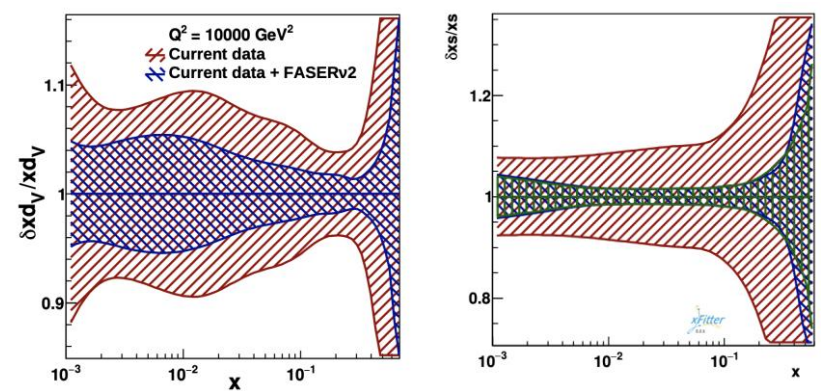 Q² = 10000 GeV²
Current data
Current data + FASERν2
δxd_V/xd_V
1.1
1
0.9
10⁻³
10⁻²
10⁻¹
x
δxs/xs
1.2
1
0.8
xFitter
10⁻³
10⁻²
10⁻¹
x